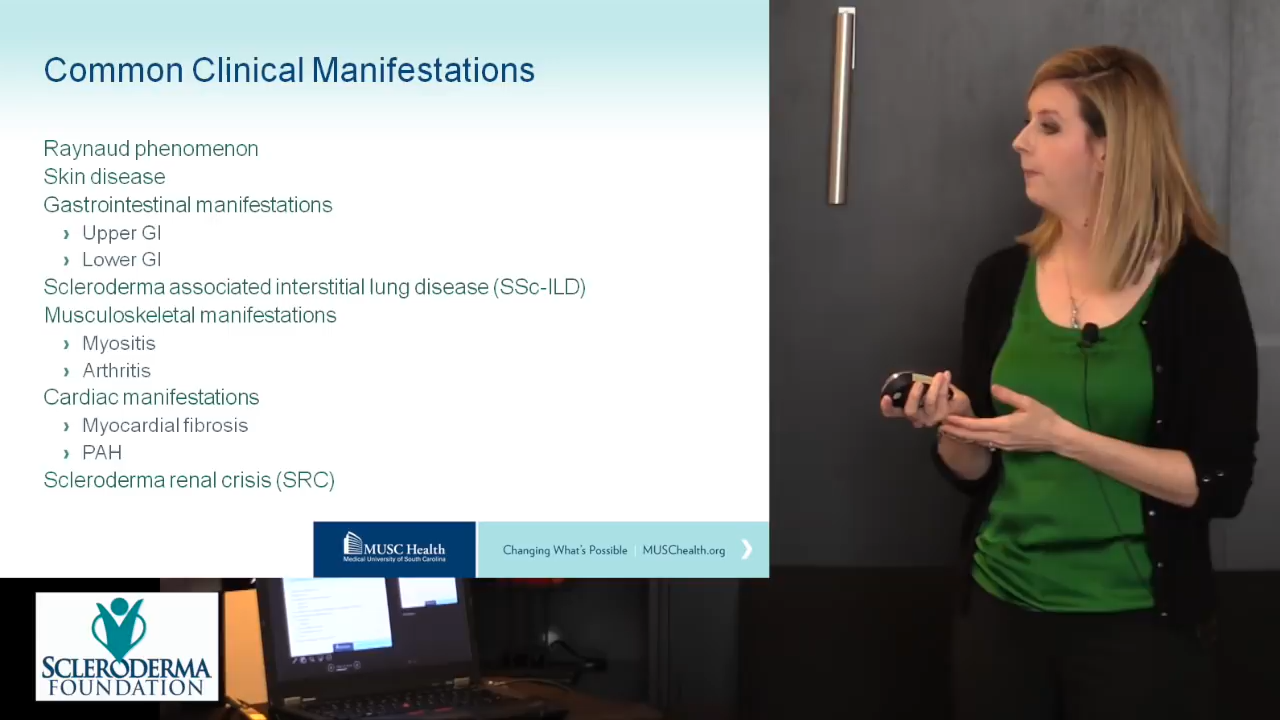 Common Clinical Manifestations
Raynaud phenomenon
Skin disease
Gastrointestinal manifestations
› Upper GI
› Lower GI
Scleroderma associated interstitial lung disease (SSc-ILD)
Musculoskeletal manifestations
› Myositis
› Arthritis
Cardiac manifestations
› Myocardial fibrosis
› PAH
Scleroderma renal crisis (SRC)
MUSC Health
Medical University of South Carolina
Changing What's Possible | MUSChealth.org
SCLERODERMA
FOUNDATION